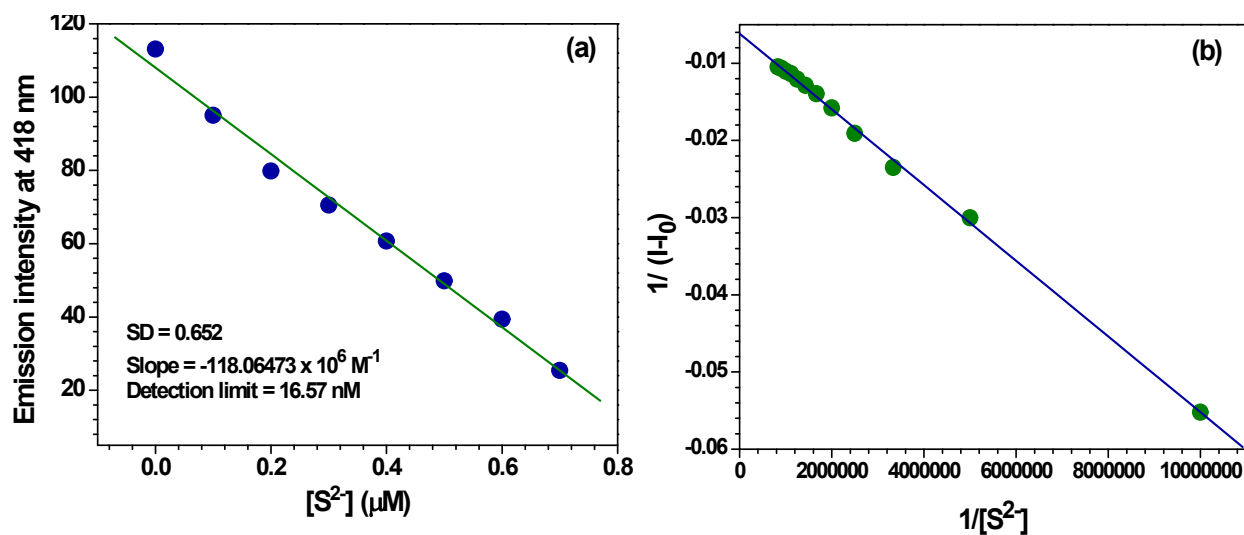 (a)
Emission intensity at 418 nm
120
100
80
60
40
20
SD = 0.652
Slope = -118.06473 x 10⁶ M⁻¹
Detection limit = 16.57 nM
0.0 0.2 0.4 0.6 0.8
[S²⁻] (μM)
(b)
1/ (I-I₀)
-0.01
-0.02
-0.03
-0.04
-0.05
-0.06
0 2000000 4000000 6000000 8000000 10000000
1/[S²⁻]